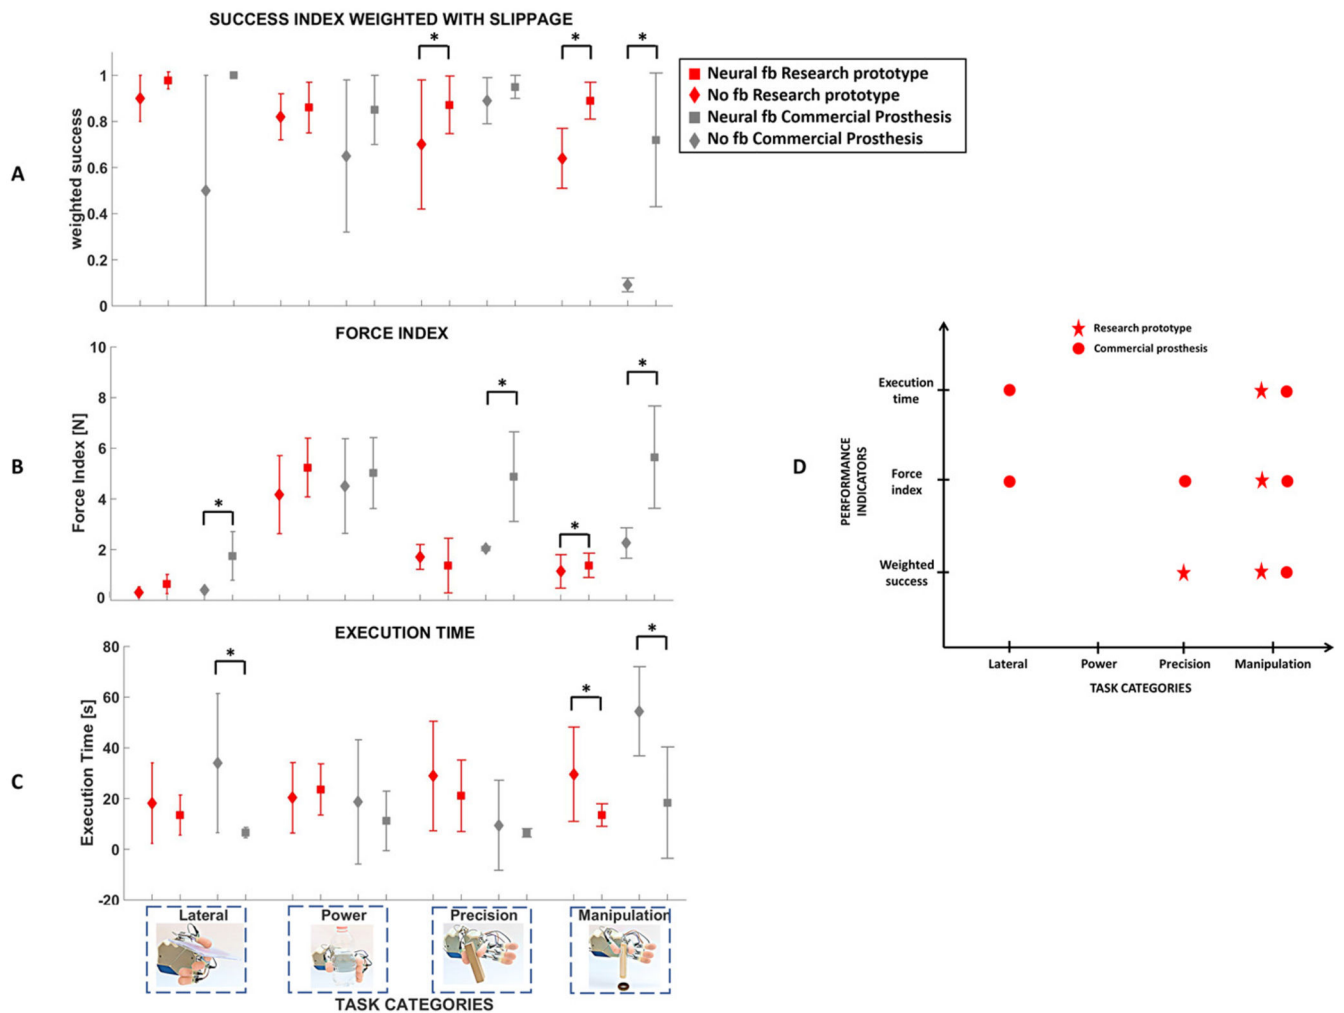 SUCCESS INDEX WEIGHTED WITH SLIPPAGE
A
weighted success
1
0.8
0.6
0.4
0.2
0
*
*
*
Neural fb Research prototype
No fb Research prototype
Neural fb Commercial Prosthesis
No fb Commercial Prosthesis
FORCE INDEX
B
Force Index [N]
10
8
6
4
2
0
*
*
*
*
EXECUTION TIME
C
Execution Time [s]
80
60
40
20
0
-20
*
*
*
Lateral
Power
Precision
Manipulation
TASK CATEGORIES
D
Research prototype
Commercial prosthesis
PERFORMANCE
INDICATORS
Execution
time
Force
index
Weighted
success
Lateral
Power
Precision
Manipulation
TASK CATEGORIES